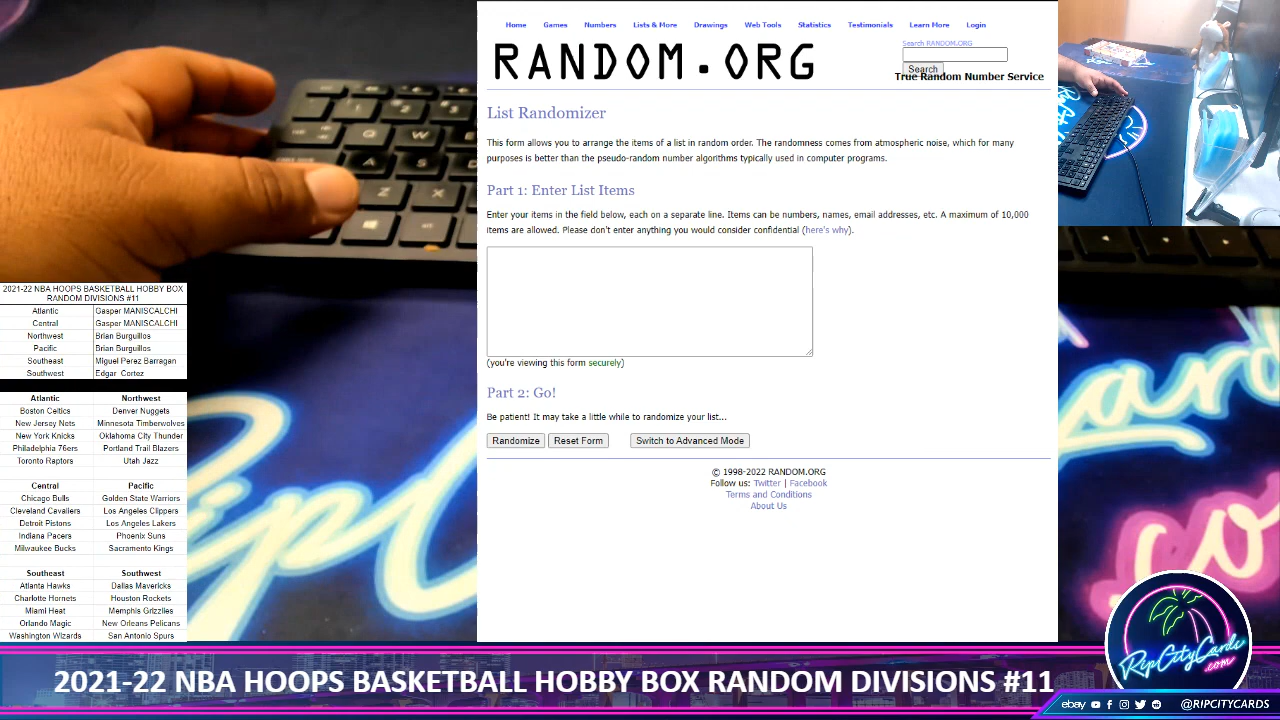 Home Games Numbers Lists & More Drawings Web Tools Statistics Testimonials Learn More Login
Search RANDOM.ORG
RANDOM.ORG
Search
True Random Number Service
List Randomizer
This form allows you to arrange the items of a list in random order. The randomness comes from atmospheric noise, which for many
purposes is better than the pseudo-random number algorithms typically used in computer programs.
Part 1: Enter List Items
Enter your items in the field below, each on a separate line. Items can be numbers, names, email addresses, etc. A maximum of 10,000
items are allowed. Please don't enter anything you would consider confidential (here's why).
(you're viewing this form securely)
Part 2: Go!
Be patient! It may take a little while to randomize your list...
Randomize Reset Form Switch to Advanced Mode
© 1998-2022 RANDOM.ORG
Follow us: Twitter | Facebook
Terms and Conditions
About Us
2021-22 NBA HOOPS BASKETBALL HOBBY BOX
RANDOM DIVISIONS #11
Atlantic Gasper MANISCALCHI
Central Gasper MANISCALCHI
Northwest Brian Burguillos
Pacific Brian Burguillos
Southeast Miguel Perez Barragan
Southwest Edgar Cortez
Atlantic Northwest
Boston Celtics Denver Nuggets
New Jersey Nets Minnesota Timberwolves
New York Knicks Oklahoma City Thunder
Philadelphia 76ers Portland Trail Blazers
Toronto Raptors Utah Jazz
Central Pacific
Chicago Bulls Golden State Warriors
Cleveland Cavaliers Los Angeles Clippers
Detroit Pistons Los Angeles Lakers
Indiana Pacers Phoenix Suns
Milwaukee Bucks Sacramento Kings
Southeast Southwest
Atlanta Hawks Dallas Mavericks
Charlotte Hornets Houston Rockets
Miami Heat Memphis Grizzlies
Orlando Magic New Orleans Pelicans
Washington Wizards San Antonio Spurs
RipCityCards
.com
2021-22 NBA HOOPS BASKETBALL HOBBY BOX RANDOM DIVISIONS #11
ebay @RIPCITYCARDS